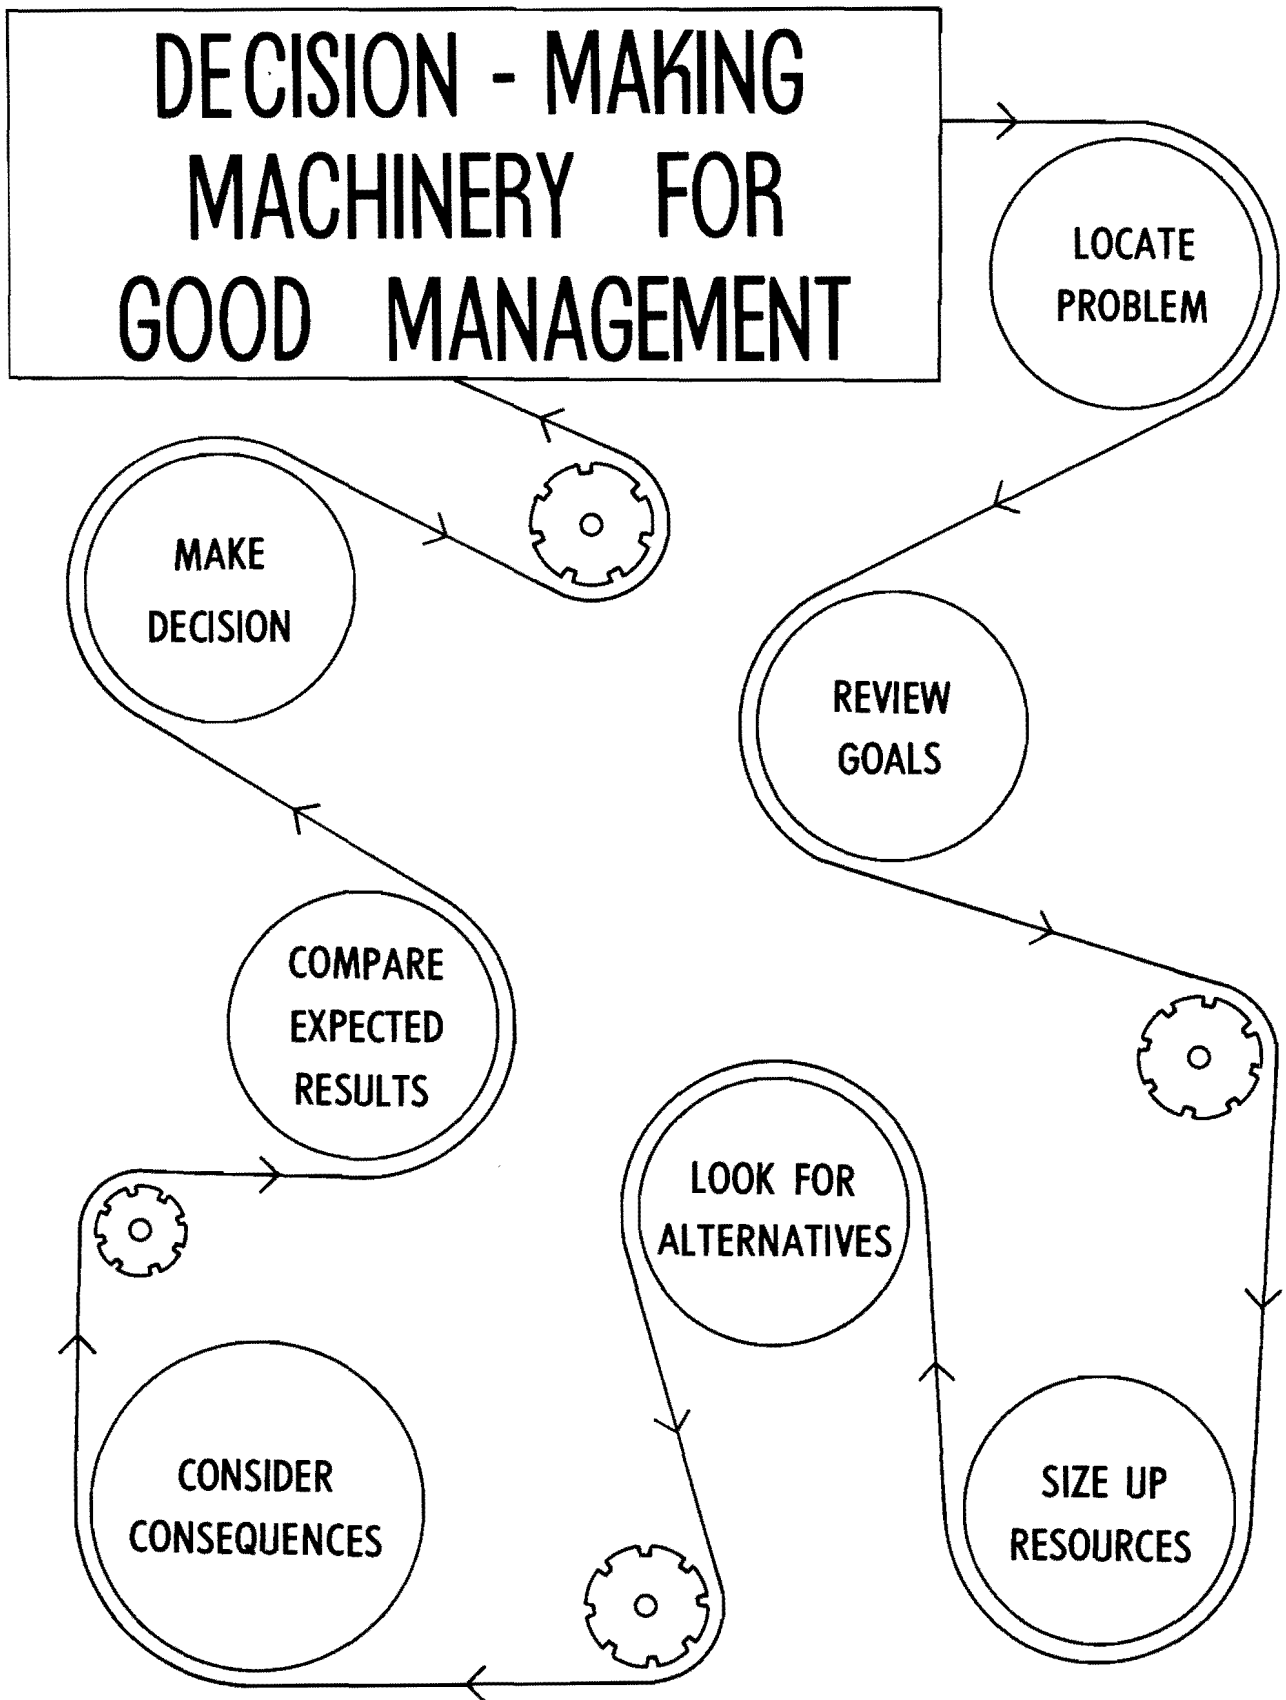 DECISION - MAKING
MACHINERY FOR
GOOD MANAGEMENT
LOCATE
PROBLEM
REVIEW
GOALS
SIZE UP
RESOURCES
LOOK FOR
ALTERNATIVES
CONSIDER
CONSEQUENCES
COMPARE
EXPECTED
RESULTS
MAKE
DECISION